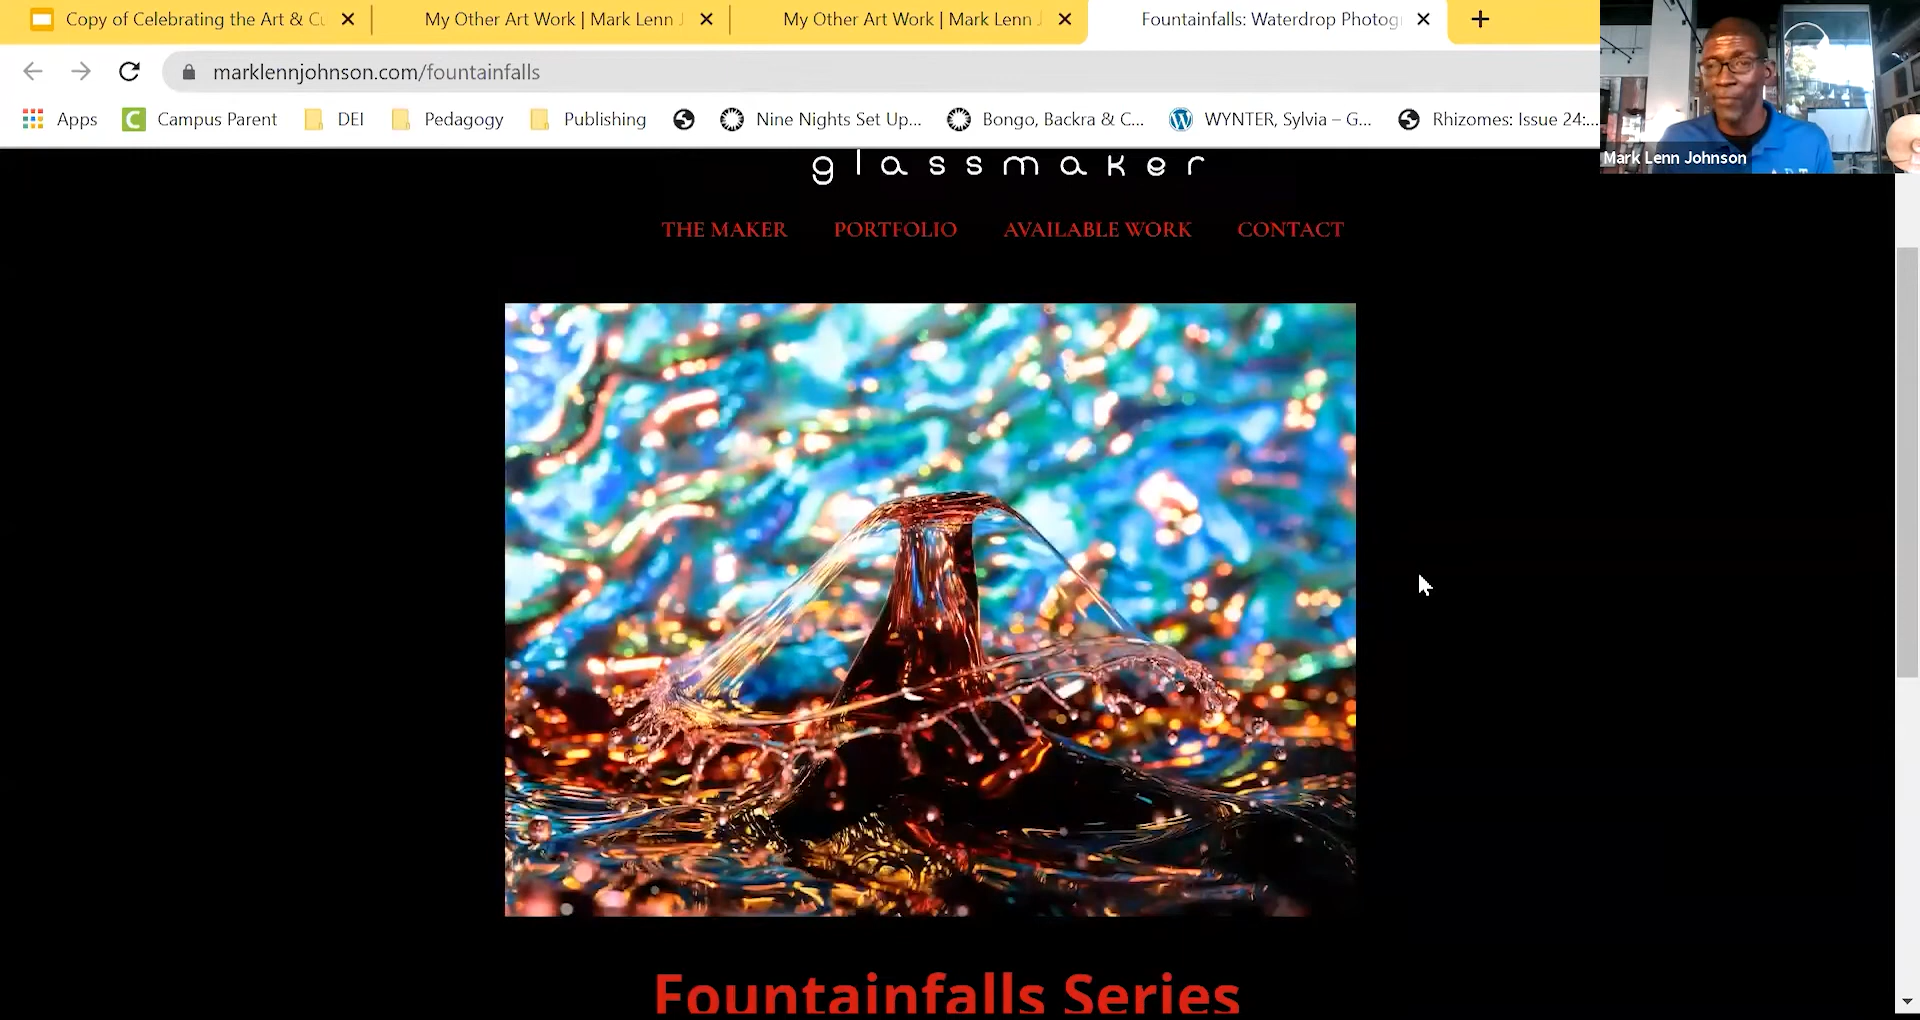 Copy of Celebrating the Art & Cu
My Other Art Work | Mark Lenn J
My Other Art Work | Mark Lenn J
Fountainfalls: Waterdrop Photogr
marklennjohnson.com/fountainfalls
Apps
Campus Parent
DEI
Pedagogy
Publishing
Nine Nights Set Up...
Bongo, Backra & C...
WYNTER, Sylvia – G...
Rhizomes: Issue 24:...
Mark Lenn Johnson
glassmaker
THE MAKER
PORTFOLIO
AVAILABLE WORK
CONTACT
Fountainfalls Series